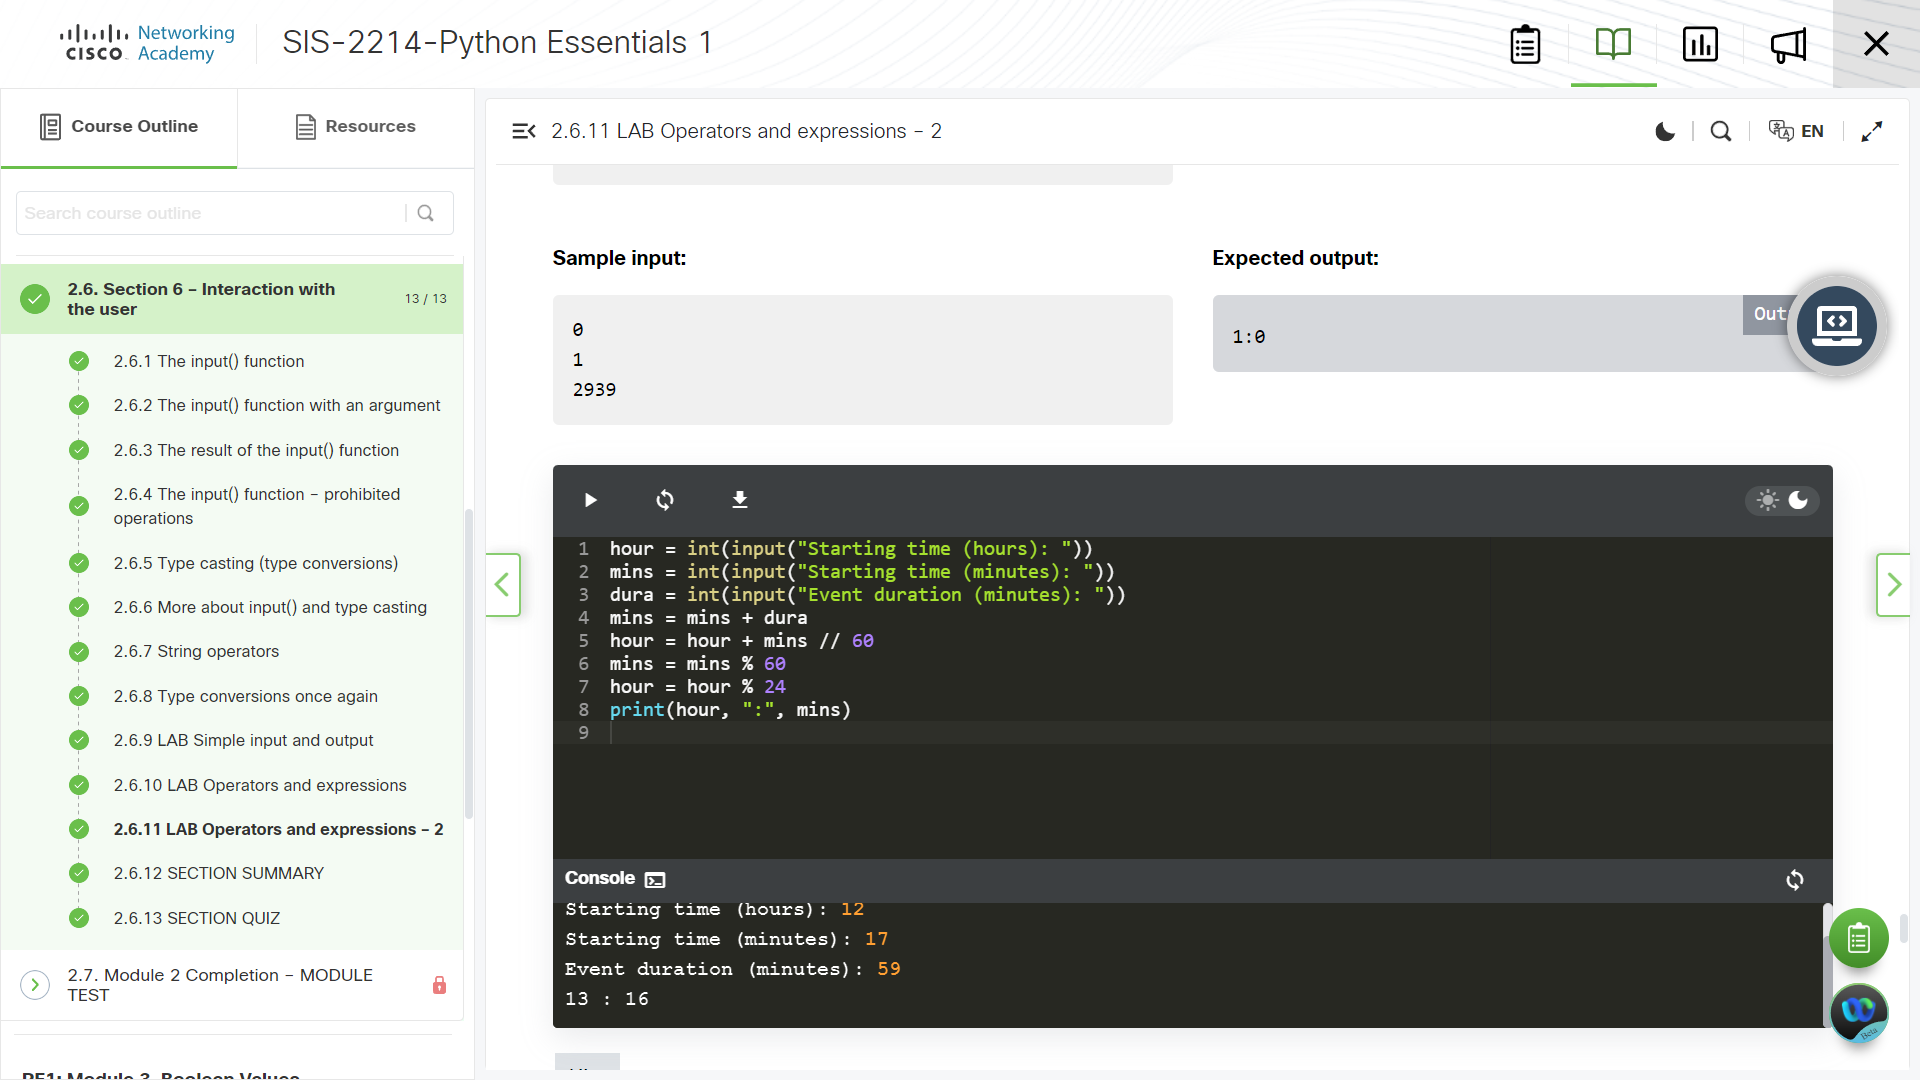 CISCO Networking Academy
SIS-2214-Python Essentials 1
Course Outline
Resources
Search course outline
2.6. Section 6 – Interaction with
the user
13 / 13
2.6.1 The input() function
2.6.2 The input() function with an argument
2.6.3 The result of the input() function
2.6.4 The input() function – prohibited
operations
2.6.5 Type casting (type conversions)
2.6.6 More about input() and type casting
2.6.7 String operators
2.6.8 Type conversions once again
2.6.9 LAB Simple input and output
2.6.10 LAB Operators and expressions
2.6.11 LAB Operators and expressions – 2
2.6.12 SECTION SUMMARY
2.6.13 SECTION QUIZ
2.7. Module 2 Completion – MODULE
TEST
PE1: Module 3. Boolean Values
2.6.11 LAB Operators and expressions – 2
EN
Sample input:
0
1
2939
Expected output:
Out
1:0
1 hour = int(input("Starting time (hours): "))
2 mins = int(input("Starting time (minutes): "))
3 dura = int(input("Event duration (minutes): "))
4 mins = mins + dura
5 hour = hour + mins // 60
6 mins = mins % 60
7 hour = hour % 24
8 print(hour, ":", mins)
9
Console
Starting time (hours): 12
Starting time (minutes): 17
Event duration (minutes): 59
13 : 16
Beta